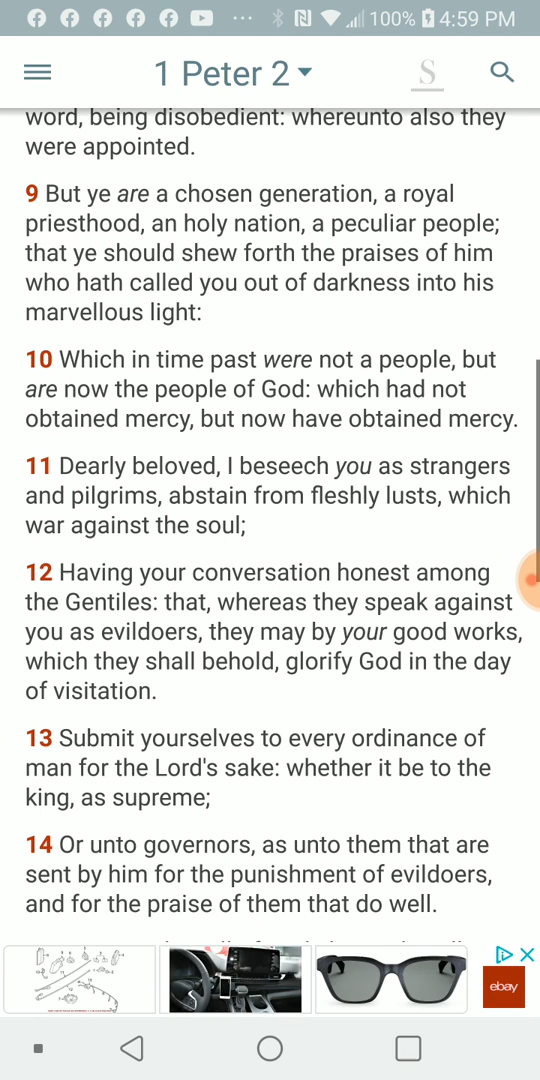 100% 4:59 PM
1 Peter 2
S
word, being disobedient: whereunto also they
were appointed.
9 But ye are a chosen generation, a royal
priesthood, an holy nation, a peculiar people;
that ye should shew forth the praises of him
who hath called you out of darkness into his
marvellous light:
10 Which in time past were not a people, but
are now the people of God: which had not
obtained mercy, but now have obtained mercy.
11 Dearly beloved, I beseech you as strangers
and pilgrims, abstain from fleshly lusts, which
war against the soul;
12 Having your conversation honest among
the Gentiles: that, whereas they speak against
you as evildoers, they may by your good works,
which they shall behold, glorify God in the day
of visitation.
13 Submit yourselves to every ordinance of
man for the Lord's sake: whether it be to the
king, as supreme;
14 Or unto governors, as unto them that are
sent by him for the punishment of evildoers,
and for the praise of them that do well.
ebay